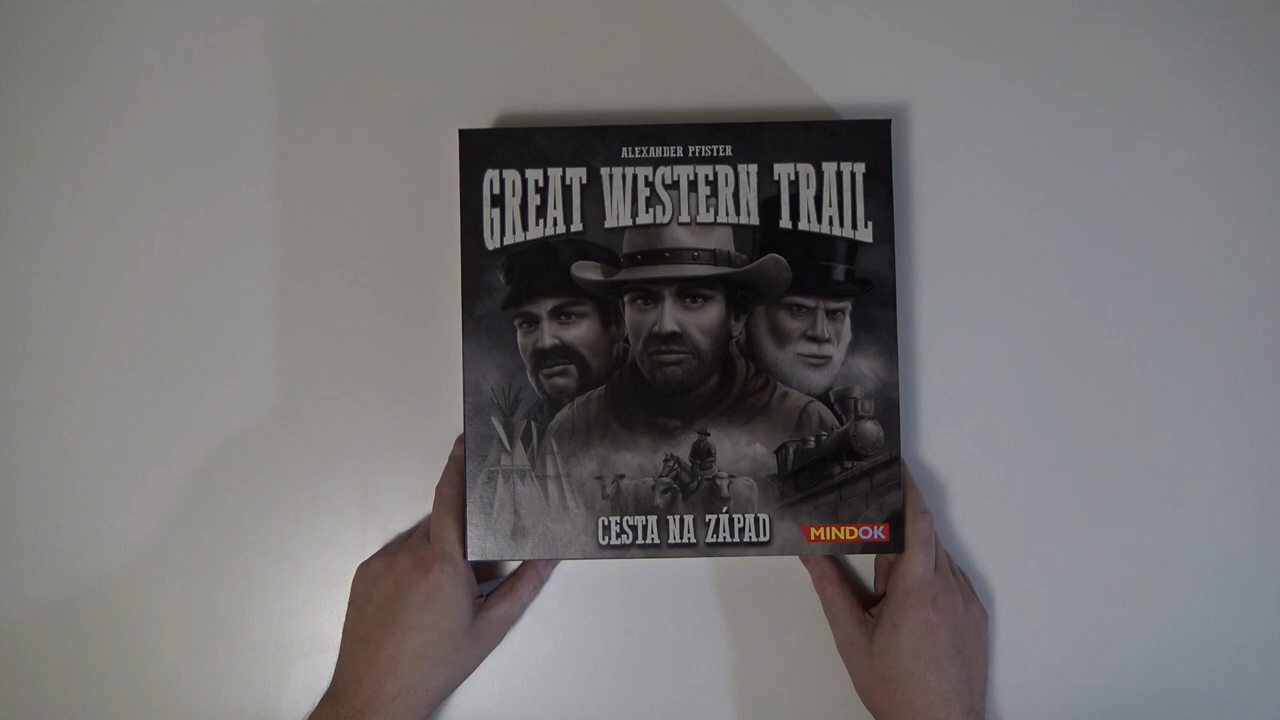 ALEXANDER PFISTER
GREAT WESTERN TRAIL
CESTA NA ZÁPAD
MINDOK